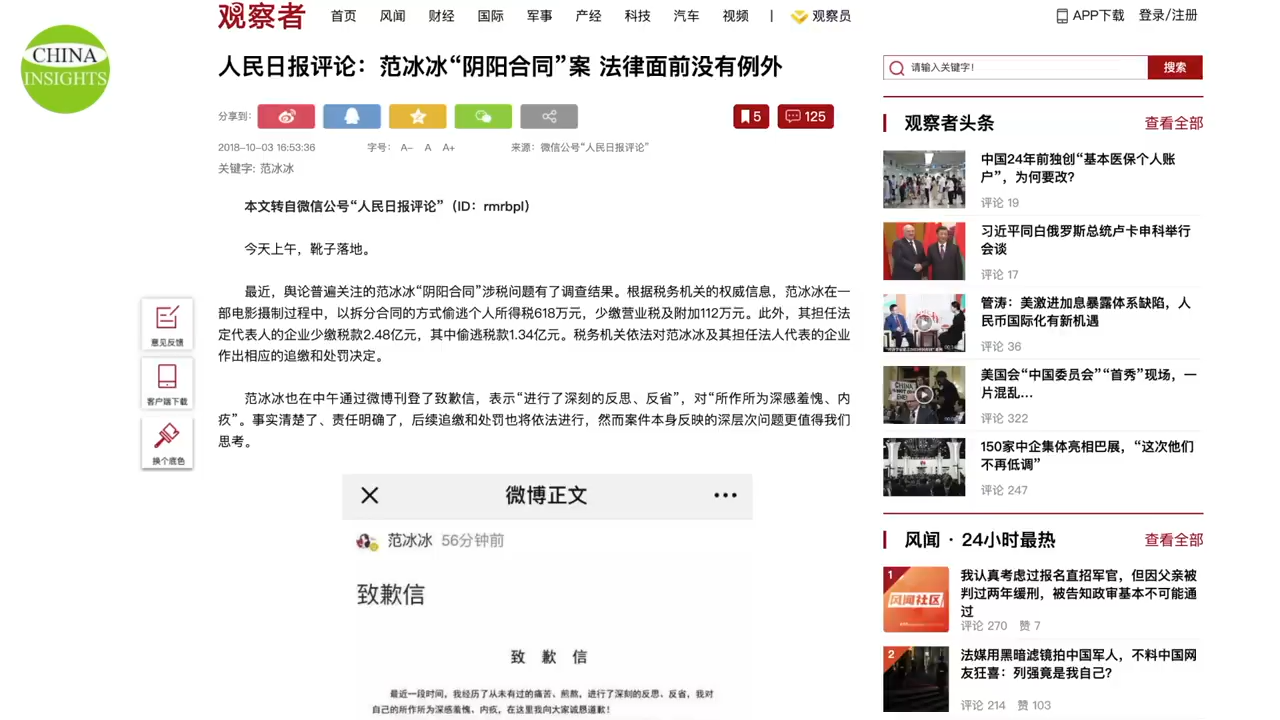 CHINA
INSIGHTS
观察者 首页 风闻 财经 国际 军事 产经 科技 汽车 视频 | 观察员 APP下载 登录/注册
人民日报评论：范冰冰“阴阳合同”案 法律面前没有例外
分享到: 5 125
2018-10-03 16:53:36 字号： A- A A+ 来源：微信公号“人民日报评论”
关键字: 范冰冰
本文转自微信公号“人民日报评论”（ID：rmrbpl）
今天上午，靴子落地。
最近，舆论普遍关注的范冰冰“阴阳合同”涉税问题有了调查结果。根据税务机关的权威信息，范冰冰在一
部电影摄制过程中，以拆分合同的方式偷逃个人所得税618万元，少缴营业税及附加112万元。此外，其担任法
定代表人的企业少缴税款2.48亿元，其中偷逃税款1.34亿元。税务机关依法对范冰冰及其担任法人代表的企业
作出相应的追缴和处罚决定。
范冰冰也在中午通过微博刊登了致歉信，表示“进行了深刻的反思、反省”，对“所作所为深感羞愧、内
疚”。事实清楚了、责任明确了，后续追缴和处罚也将依法进行，然而案件本身反映的深层次问题更值得我们
思考。
意见反馈
客户端下载
换个底色
微博正文
范冰冰 56分钟前
致歉信
致 歉 信
最近一段时间，我经历了从未有过的痛苦、煎熬，进行了深刻的反思、反省，我对
自己的所作所为深感羞愧、内疚，在这里我向大家诚恳道歉！
请输入关键字! 搜索
观察者头条 查看全部
中国24年前独创“基本医保个人账
户”，为何要改?
评论 19
习近平同白俄罗斯总统卢卡申科举行
会谈
评论 17
管涛：美激进加息暴露体系缺陷，人
民币国际化有新机遇
评论 36
美国会“中国委员会”“首秀”现场，一
片混乱...
评论 322
150家中企集体亮相巴展，“这次他们
不再低调”
评论 247
风闻 · 24小时最热 查看全部
1
风闻社区
我认真考虑过报名直招军官，但因父亲被
判过两年缓刑，被告知政审基本不可能通
过
评论 270 赞 7
2
法媒用黑暗滤镜拍中国军人，不料中国网
友狂喜：列强竟是我自己?
评论 214 赞 103